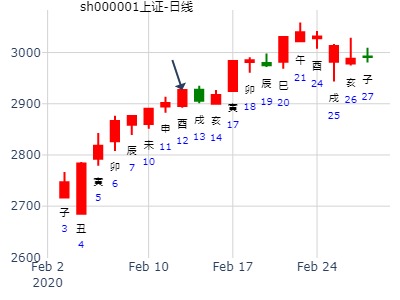 sh000001上证-日线
3000
2900
2800
2700
2600
子
3
丑
4
寅
5
卯
6
辰
7
未
10
申
11
酉
12
戌
13
亥
14
寅
17
卯
18
辰
19
巳
20
午
21
酉
24
戌
25
亥
26
子
27
Feb 2
2020
Feb 10
Feb 17
Feb 24